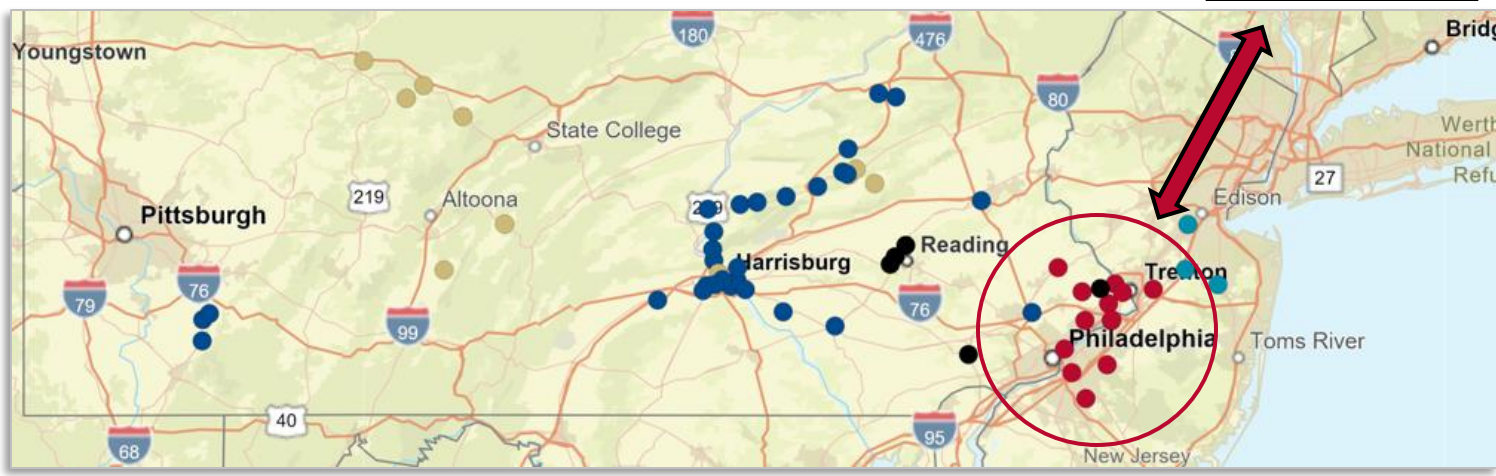 180
476
Bridg
Youngstown
80
State College
Wert
National
Refu
27
219
Altoona
Edison
Pittsburgh
Reading
Harrisburg
Trenton
76
79
76
99
Philadelphia
Toms River
40
68
95
New Jersey